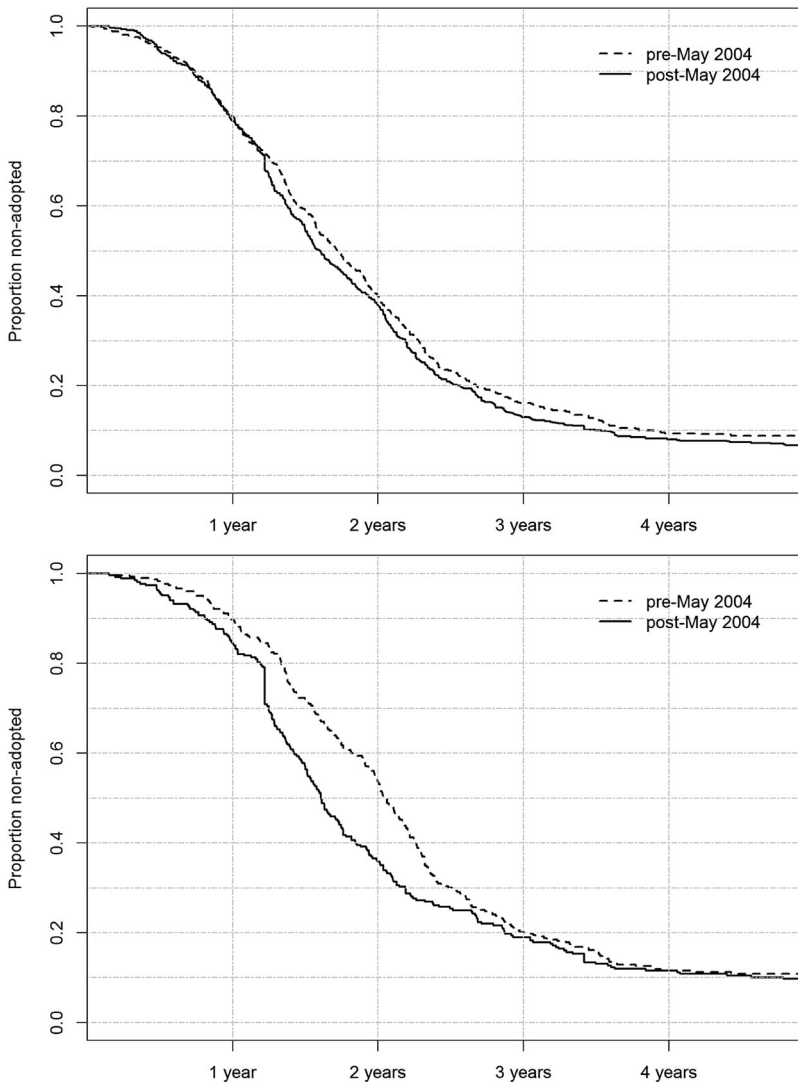 1.0
0.8
0.6
0.4
0.2
0.0
Proportion non-adopted
pre-May 2004
post-May 2004
1 year
2 years
3 years
4 years
1.0
0.8
0.6
0.4
0.2
0.0
Proportion non-adopted
pre-May 2004
post-May 2004
1 year
2 years
3 years
4 years